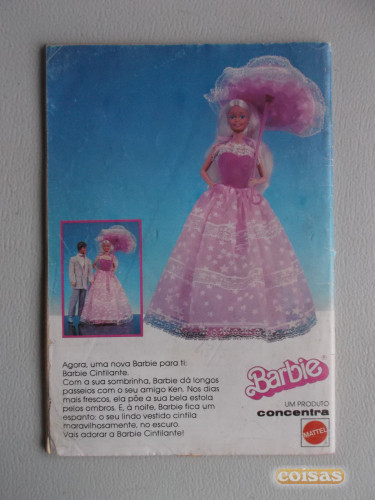 Agora, uma nova Barbie para ti:
Barbie Cintilante.
Com a sua sombrinha, Barbie dá longos
passeios com o seu amigo Ken. Nos dias
mais frescos, ela põe a sua bela estola
pelos ombros. E, à noite, Barbie fica um
espanto: o seu lindo vestido cintila
maravilhosamente, no escuro.
Vais adorar a Barbie Cintilante!
Barbie
UM PRODUTO
concentra
MATTEL
coisas